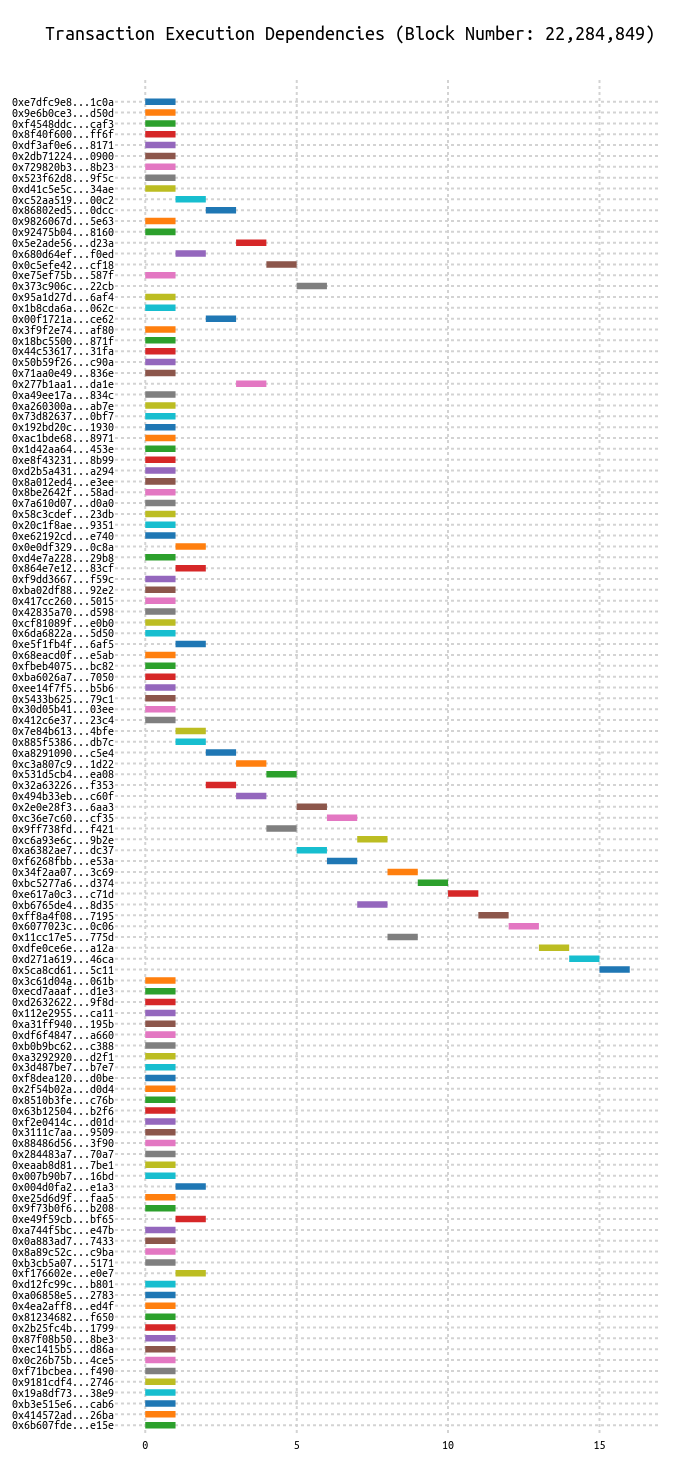 Transaction Execution Dependencies (Block Number: 22,284,849)
0xe7dfc9e8...1c0a
0x9e6b0ce3...d50d
0xf4548ddc...caf3
0x8f40f600...ff6f
0xdf3af0e6...8171
0x2db71224...0900
0x729820b3...8b23
0x523f62d8...9f5c
0xd41c5e5c...34ae
0xc52aa519...00c2
0x86802ed5...0dcc
0x9826067d...5e63
0x92475b04...8160
0x5e2ade56...d23a
0x680d64ef...f0ed
0x0c5efe42...cf18
0xe75ef75b...587f
0x373c906c...22cb
0x95a1d27d...6af4
0x1b8cda6a...062c
0x00f1721a...ce62
0x3f9f2e74...af80
0x18bc5500...871f
0x44c53617...31fa
0x50b59f26...c90a
0x71aa0e49...836e
0x277b1aa1...da1e
0xa49ee17a...834c
0xa260300a...ab7e
0x73d82637...0bf7
0x192bd20c...1930
0xac1bde68...8971
0x1d42aa64...453e
0xe8f43231...8b99
0xd2b5a431...a294
0x8a012ed4...e3ee
0x8be2642f...58ad
0x7a610d07...d0a0
0x58c3cdef...23db
0x20c1f8ae...9351
0xe62192cd...e740
0x0e0df329...0c8a
0xd4e7a228...29b8
0x864e7e12...83cf
0xf9dd3667...f59c
0xba02df88...92e2
0x417cc260...5015
0x42835a70...d598
0xcf81089f...e0b0
0x6da6822a...5d50
0xe5f1fb4f...6af5
0x68eacd0f...e5ab
0xfbeb4075...bc82
0xba6026a7...7050
0xee14f7f5...b5b6
0x5433b625...79c1
0x30d05b41...03ee
0x412c6e37...23c4
0x7e84b613...4bfe
0x885f5386...db7c
0xa8291090...c5e4
0xc3a807c9...1d22
0x531d5cb4...ea08
0x32a63226...f353
0x494b33eb...c60f
0x2e0e28f3...6aa3
0xc36e7c60...cf35
0x9ff738fd...f421
0xc6a93e6c...9b2e
0xa6382ae7...dc37
0xf6268fbb...e53a
0x34f2aa07...3c69
0xbc5277a6...d374
0xe617a0c3...c71d
0xb6765de4...8d35
0xff8a4f08...7195
0x6077023c...0c06
0x11cc17e5...775d
0xdfe0ce6e...a12a
0xd271a619...46ca
0x5ca8cd61...5c11
0x3c61d04a...061b
0xecd7aaaf...d1e3
0xd2632622...9f8d
0x112e2955...ca11
0xa31ff940...195b
0xdf6f4847...a660
0xb0b9bc62...c388
0xa3292920...d2f1
0x3d487be7...b7e7
0xf8dea120...d0be
0x2f54b02a...d0d4
0x8510b3fe...c76b
0x63b12504...b2f6
0xf2e0414c...d01d
0x3111c7aa...9509
0x88486d56...3f90
0x284483a7...70a7
0xeaab8d81...7be1
0x007b90b7...16bd
0x004d0fa2...e1a3
0xe25d6d9f...faa5
0x9f73b0f6...b208
0xe49f59cb...bf65
0xa744f5bc...e47b
0x0a883ad7...7433
0x8a89c52c...c9ba
0xb3cb5a07...5171
0xf176602e...e0e7
0xd12fc99c...b801
0xa06858e5...2783
0x4ea2aff8...ed4f
0x81234682...f650
0x2b25fc4b...1799
0x87f08b50...8be3
0xec1415b5...d86a
0x0c26b75b...4ce5
0xf71bcbea...f490
0x9181cdf4...2746
0x19a8df73...38e9
0xb3e515e6...cab6
0x414572ad...26ba
0x6b607fde...e15e
0 5 10 15